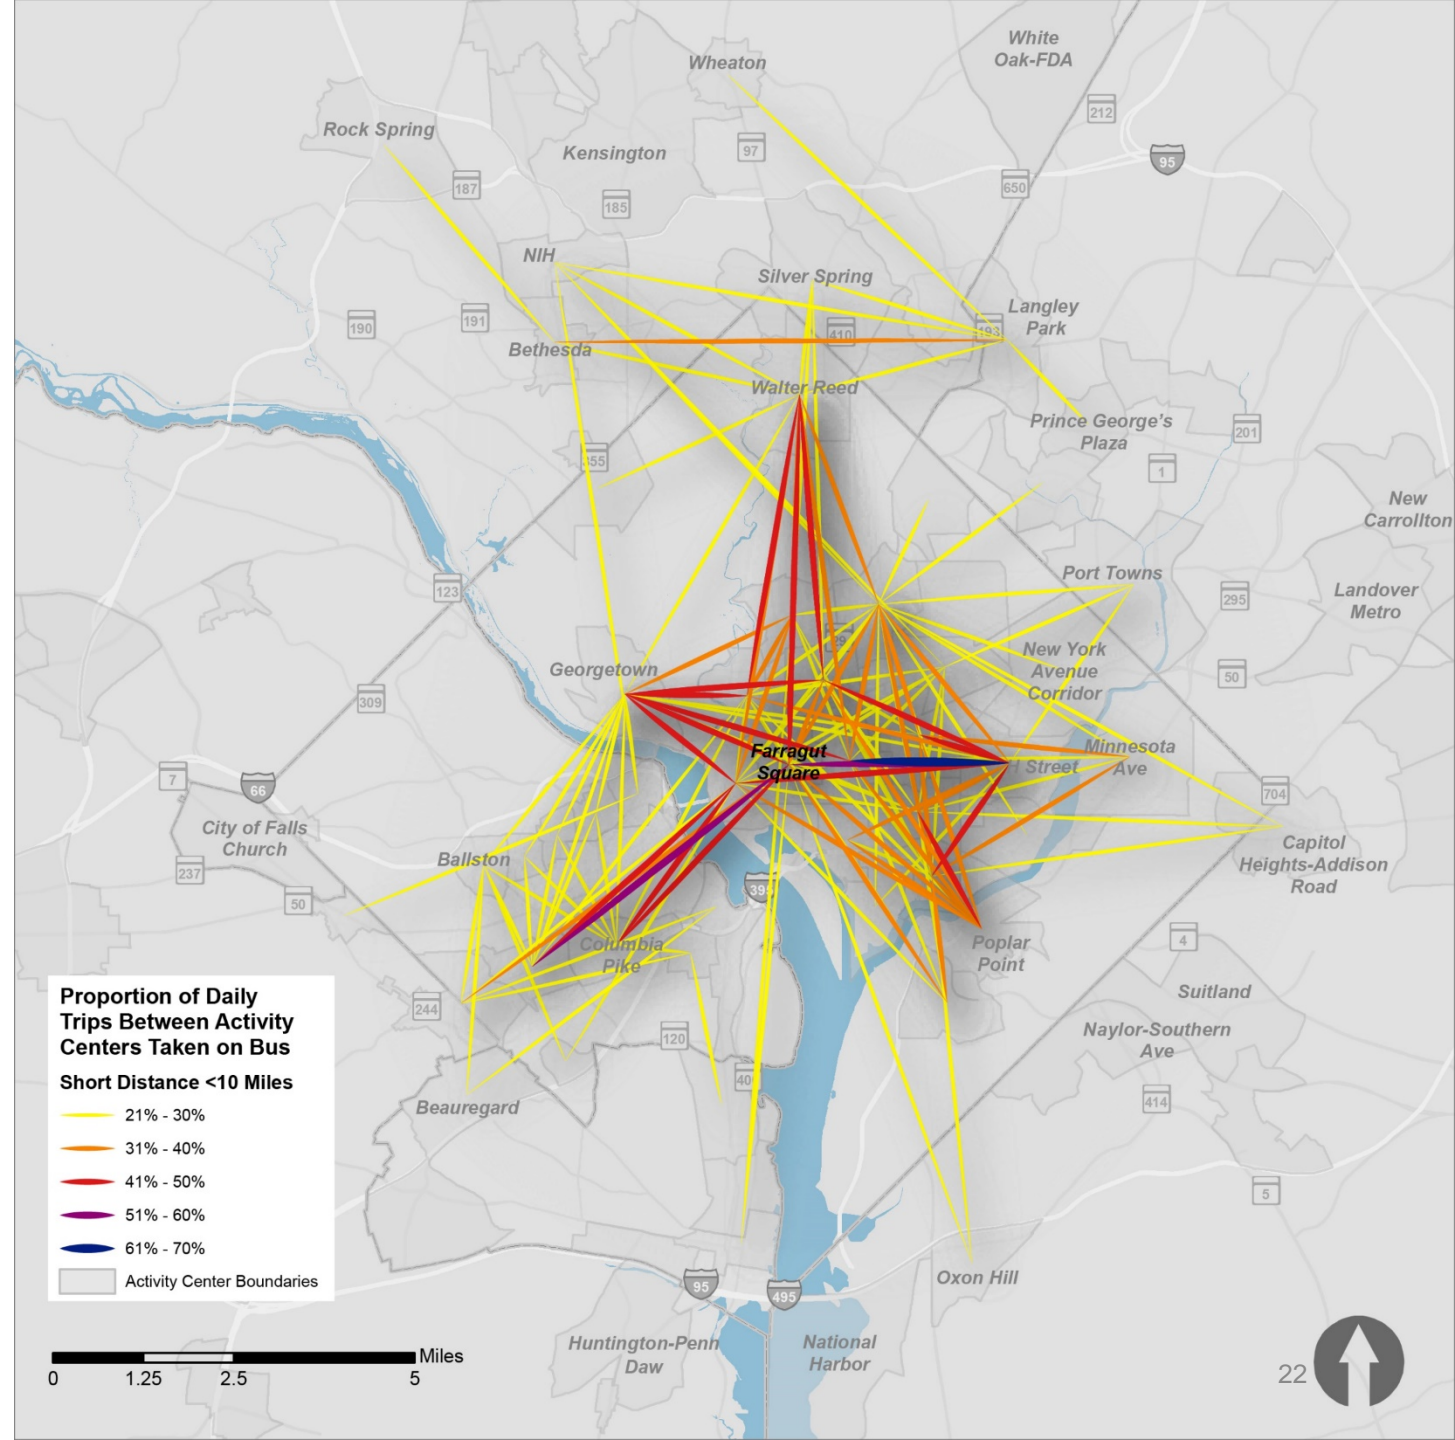 White
Oak-FDA
Wheaton
212
Rock Spring
Kensington
97
95
187
650
185
NIH
Silver Spring
Langley
Park
190
191
410
193
Bethesda
Walter Reed
Prince George's
Plaza
201
355
1
New
Carrollton
Port Towns
123
295
Landover
Metro
29
New York
Avenue
Corridor
Georgetown
50
309
Farragut
Square
H Street
Minnesota
Ave
7
66
704
City of Falls
Church
Ballston
Capitol
Heights-Addison
Road
237
50
395
Columbia
Pike
Poplar
Point
4
Suitland
244
120
Naylor-Southern
Ave
Beauregard
414
5
Proportion of Daily
Trips Between Activity
Centers Taken on Bus
Short Distance <10 Miles
21% - 30%
31% - 40%
41% - 50%
51% - 60%
61% - 70%
Activity Center Boundaries
Oxon Hill
95
495
Huntington-Penn
Daw
National
Harbor
Miles
0 1.25 2.5 5
22